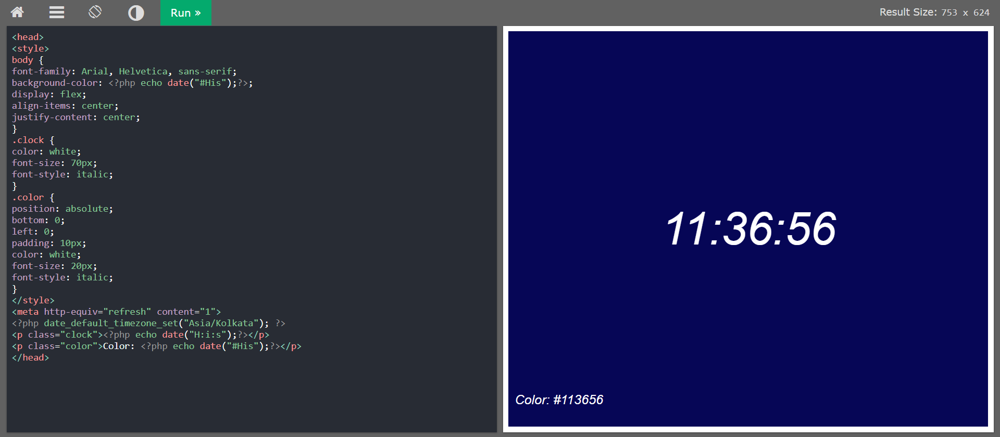 Run »
Result Size: 753 x 624
<head>
<style>
body {
font-family: Arial, Helvetica, sans-serif;
background-color: <?php echo date("#His");?>;
display: flex;
align-items: center;
justify-content: center;
}
.clock {
color: white;
font-size: 70px;
font-style: italic;
}
.color {
position: absolute;
bottom: 0;
left: 0;
padding: 10px;
color: white;
font-size: 20px;
font-style: italic;
}
</style>
<meta http-equiv="refresh" content="1">
<?php date_default_timezone_set("Asia/Kolkata"); ?>
<p class="clock"><?php echo date("H:i:s");?></p>
<p class="color">Color: <?php echo date("#His");?></p>
</head>
11:36:56
Color: #113656